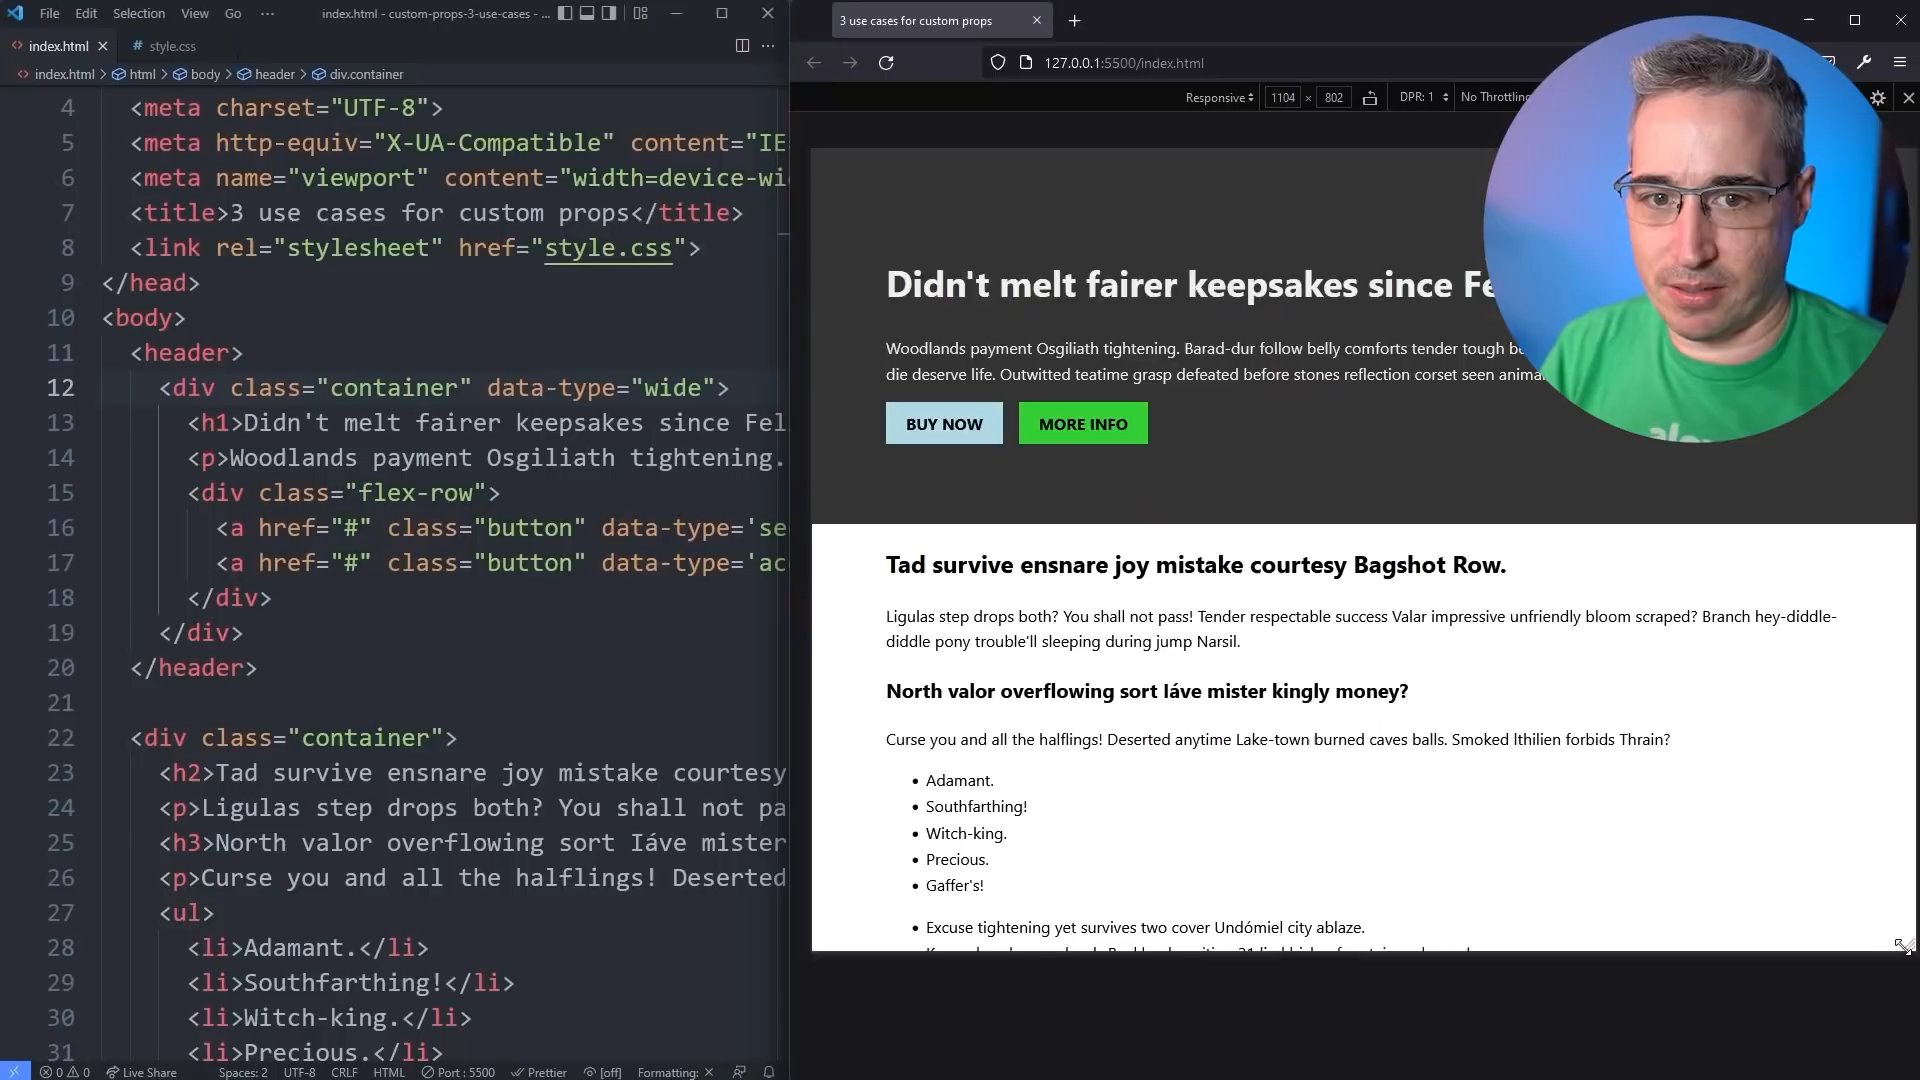 File Edit Selection View Go ··· index.html - custom-props-3-use-cases - ...
index.html style.css
index.html > html > body > header > div.container
4 <meta charset="UTF-8">
5 <meta http-equiv="X-UA-Compatible" content="IE
6 <meta name="viewport" content="width=device-wi
7 <title>3 use cases for custom props</title>
8 <link rel="stylesheet" href="style.css">
9 </head>
10 <body>
11 <header>
12 <div class="container" data-type="wide">
13 <h1>Didn't melt fairer keepsakes since Fel
14 <p>Woodlands payment Osgiliath tightening.
15 <div class="flex-row">
16 <a href="#" class="button" data-type='se
17 <a href="#" class="button" data-type='ac
18 </div>
19 </div>
20 </header>
21
22 <div class="container">
23 <h2>Tad survive ensnare joy mistake courtesy
24 <p>Ligulas step drops both? You shall not pa
25 <h3>North valor overflowing sort Iáve mister
26 <p>Curse you and all the halflings! Deserted
27 <ul>
28 <li>Adamant.</li>
29 <li>Southfarthing!</li>
30 <li>Witch-king.</li>
31 <li>Precious.</li>
0 0 Live Share Spaces: 2 UTF-8 CRLF HTML Port : 5500 Prettier [off] Formatting: ×
3 use cases for custom props
127.0.0.1:5500/index.html
Responsive 1104 × 802 DPR: 1 No Throttling
Didn't melt fairer keepsakes since Fe
Woodlands payment Osgiliath tightening. Barad-dur follow belly comforts tender tough
die deserve life. Outwitted teatime grasp defeated before stones reflection corset seen
BUY NOW MORE INFO
Tad survive ensnare joy mistake courtesy Bagshot Row.
Ligulas step drops both? You shall not pass! Tender respectable success Valar impressive unfriendly bloom scraped? Branch hey-diddle-
diddle pony trouble'll sleeping during jump Narsil.
North valor overflowing sort Iáve mister kingly money?
Curse you and all the halflings! Deserted anytime Lake-town burned caves balls. Smoked Ithilien forbids Thrain?
• Adamant.
• Southfarthing!
• Witch-king.
• Precious.
• Gaffer's!
• Excuse tightening yet survives two cover Undómiel city ablaze.